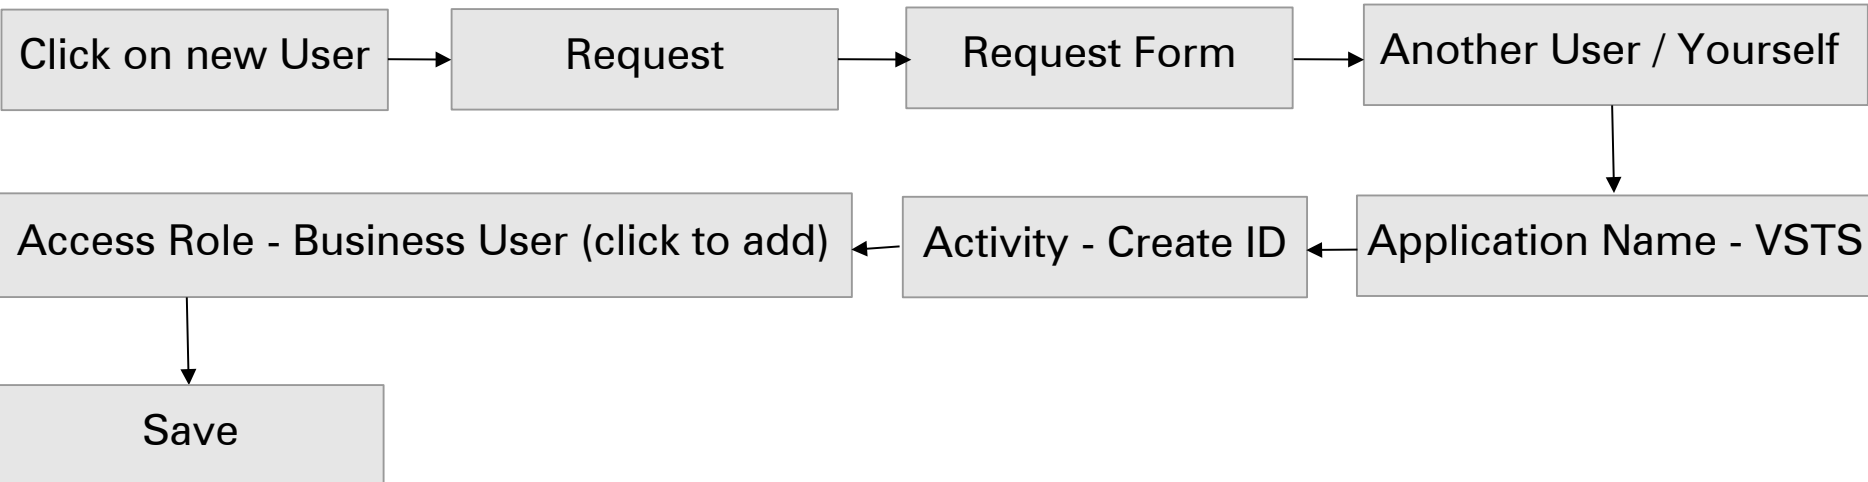 Click on new User
Request
Request Form
Another User / Yourself
Application Name - VSTS
Activity - Create ID
Access Role - Business User (click to add)
Save